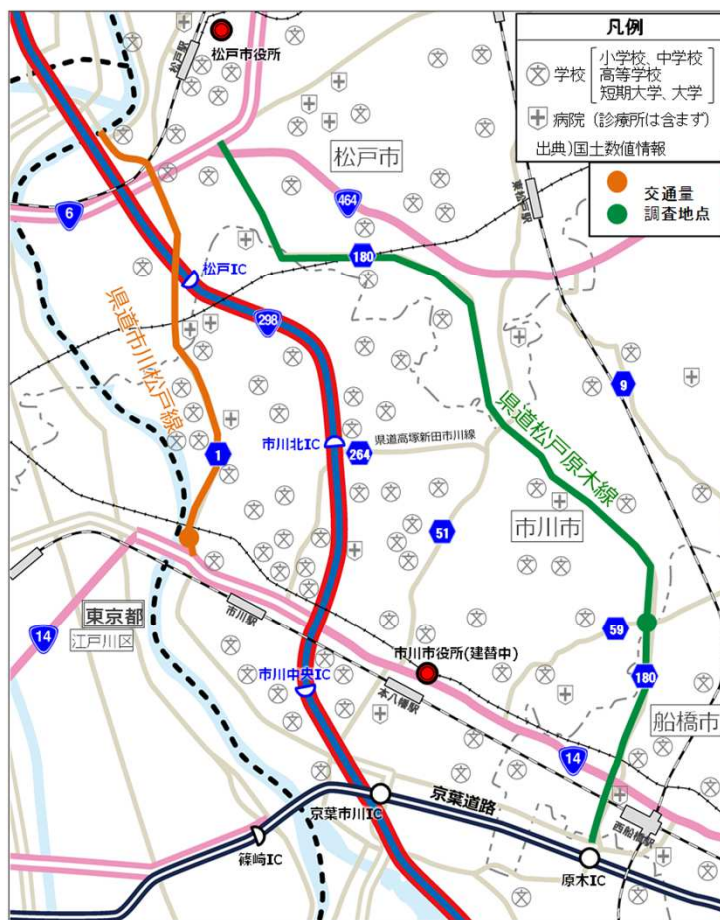 凡例
学校
小学校、中学校
高等学校
短期大学、大学
病院（診療所は含まず）
出典)国土数値情報
交通量
調査地点
松戸駅
松戸市役所
松戸市
東松戸駅
6
464
180
松戸IC
298
県道市川松戸線
9
県道松戸原木線
市川北IC
264
県道高塚新田市川線
1
51
市川市
東京都
江戸川区
14
市川駅
市川市役所(建替中)
59
市川中央IC
本八幡駅
180
船橋市
14
京葉道路
京葉市川IC
西船橋駅
篠崎IC
原木IC